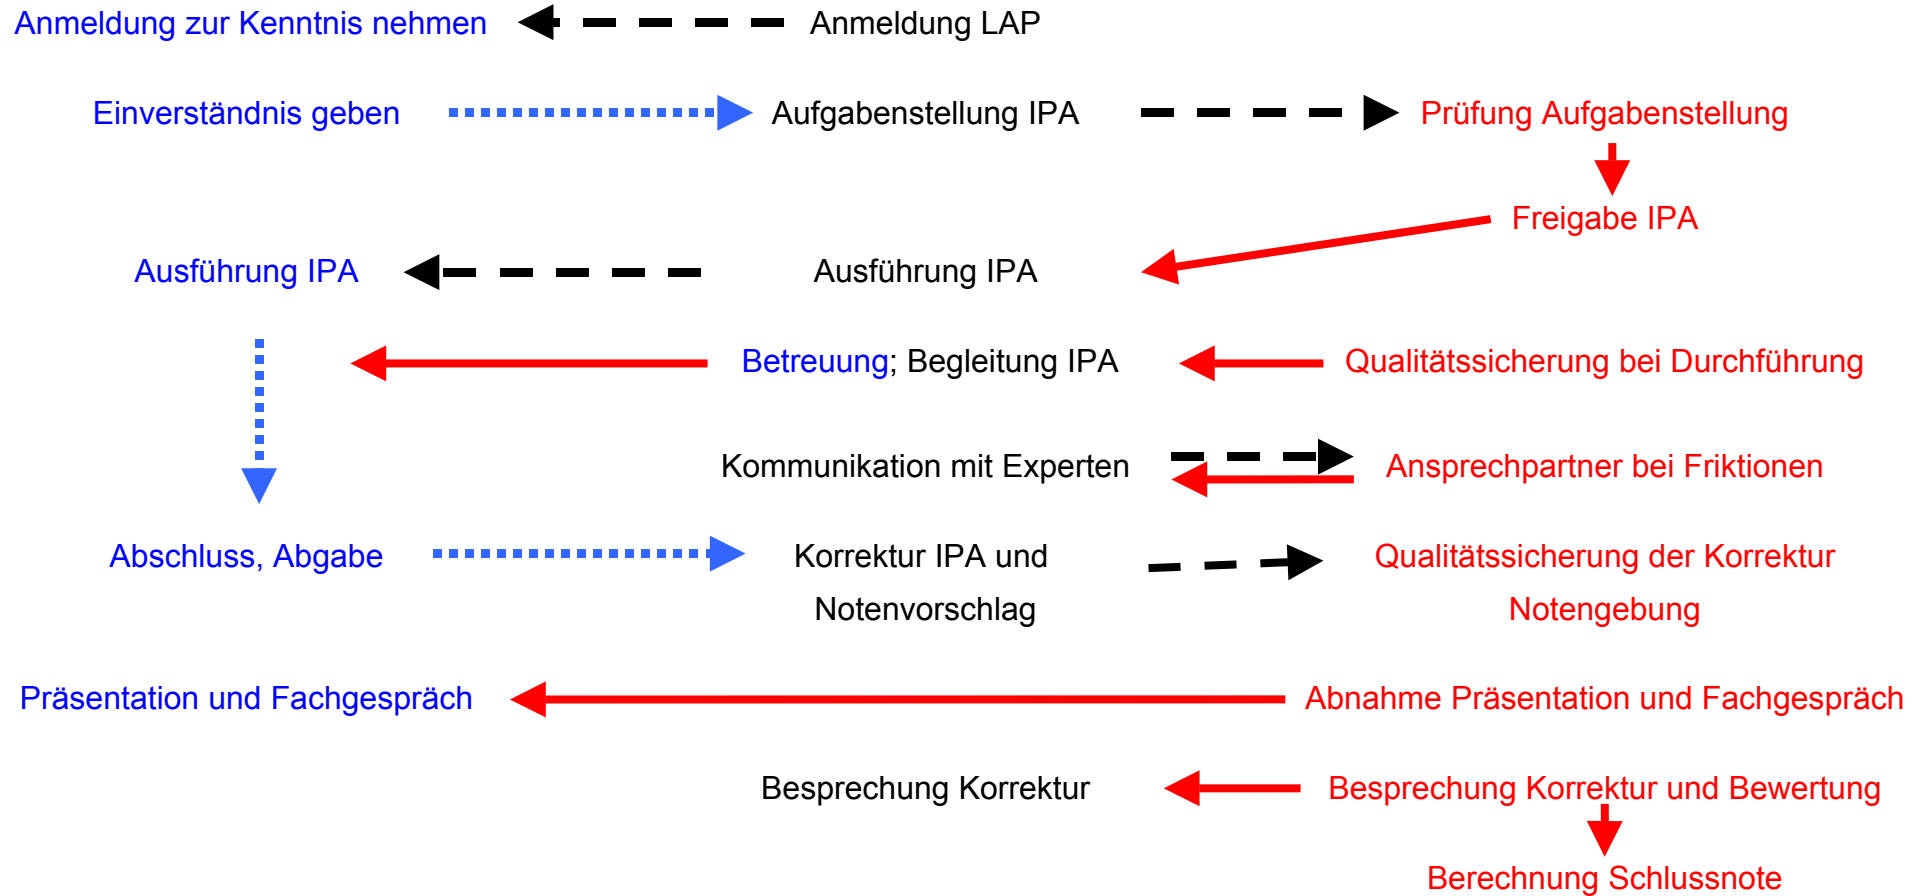 Anmeldung zur Kenntnis nehmen Anmeldung LAP
Einverständnis geben Aufgabenstellung IPA Prüfung Aufgabenstellung
Freigabe IPA
Ausführung IPA Ausführung IPA
Betreuung; Begleitung IPA Qualitätssicherung bei Durchführung
Kommunikation mit Experten Ansprechpartner bei Friktionen
Abschluss, Abgabe Korrektur IPA und Qualitätssicherung der Korrektur
Notenvorschlag Notengebung
Präsentation und Fachgespräch Abnahme Präsentation und Fachgespräch
Besprechung Korrektur Besprechung Korrektur und Bewertung
Berechnung Schlussnote